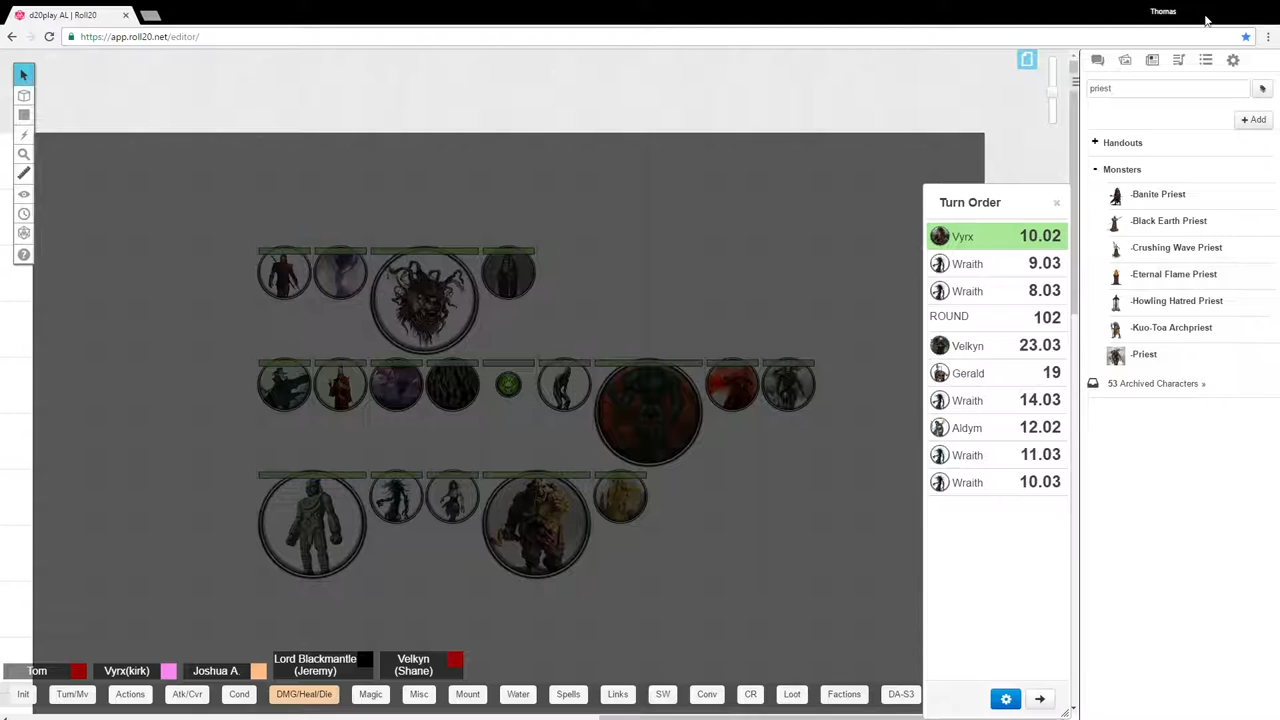 d20play AL | Roll20
Thomas
https://app.roll20.net/editor/
priest
+ Add
Handouts
Monsters
-Banite Priest
-Black Earth Priest
-Crushing Wave Priest
-Eternal Flame Priest
-Howling Hatred Priest
-Kuo-Toa Archpriest
-Priest
53 Archived Characters »
Turn Order
Vyrx 10.02
Wraith 9.03
Wraith 8.03
ROUND 102
Velkyn 23.03
Gerald 19
Wraith 14.03
Aldym 12.02
Wraith 11.03
Wraith 10.03
Tom
Vyrx(kirk)
Joshua A.
Lord Blackmantle
(Jeremy)
Velkyn
(Shane)
Init Turn/Mv Actions Atk/Cvr Cond DMG/Heal/Die Magic Misc Mount Water Spells Links SW Conv CR Loot Factions DA-S3